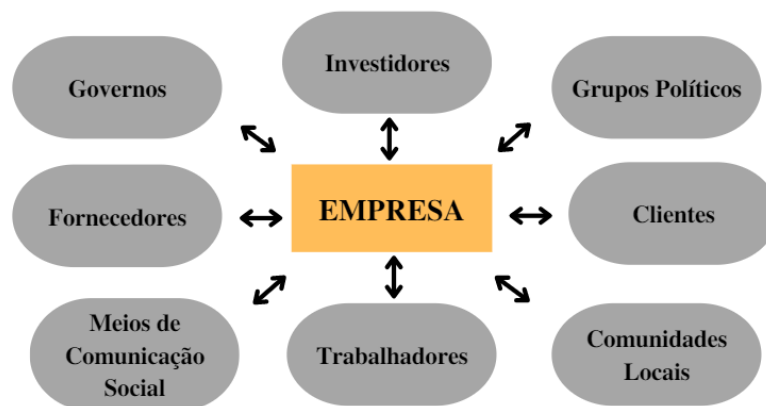 Governos
Investidores
Grupos Políticos
Fornecedores
EMPRESA
Clientes
Meios de
Comunicação
Social
Trabalhadores
Comunidades
Locais